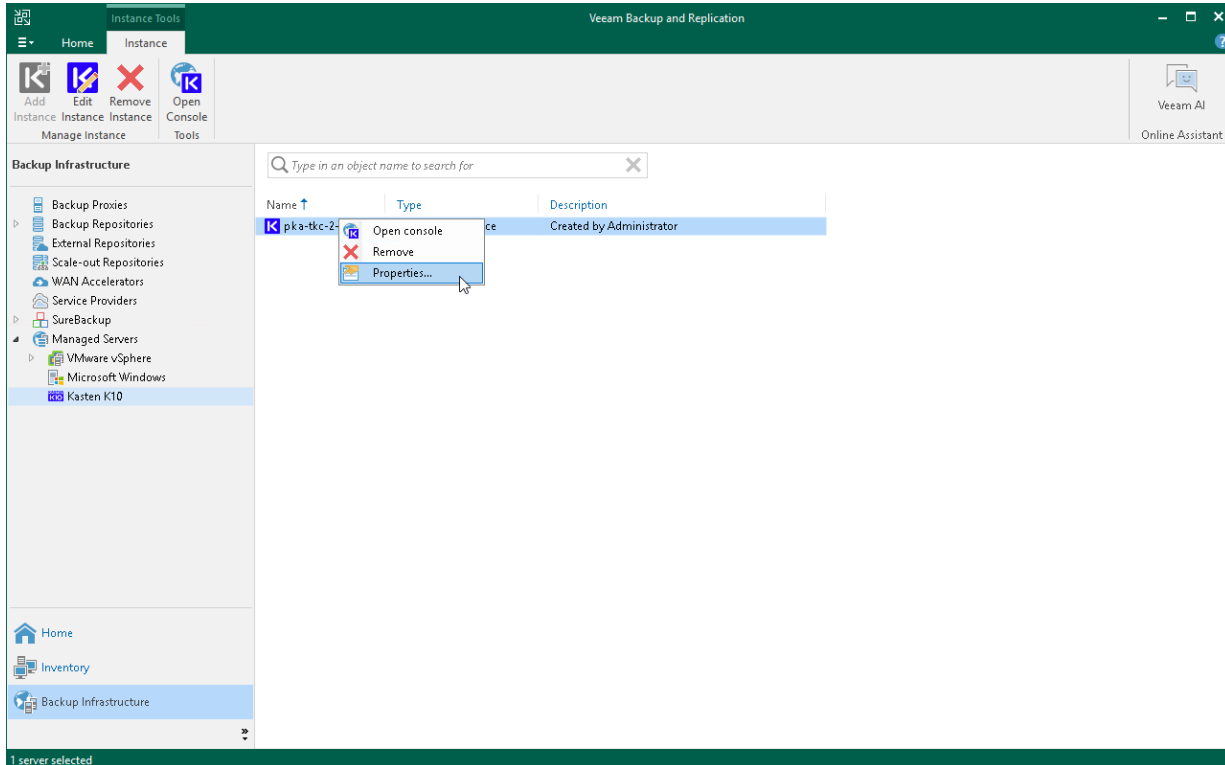 Instance Tools
Veeam Backup and Replication
Home
Instance
Add Instance
Edit Instance
Remove Instance
Open Console
Manage Instance
Tools
Veeam AI
Online Assistant
Backup Infrastructure
Type in an object name to search for
Backup Proxies
Backup Repositories
External Repositories
Scale-out Repositories
WAN Accelerators
Service Providers
SureBackup
Managed Servers
VMware vSphere
Microsoft Windows
K10 Kasten K10
Name Type Description
pka-tkc-2- ce Created by Administrator
Open console
Remove
Properties...
Home
Inventory
Backup Infrastructure
1 server selected